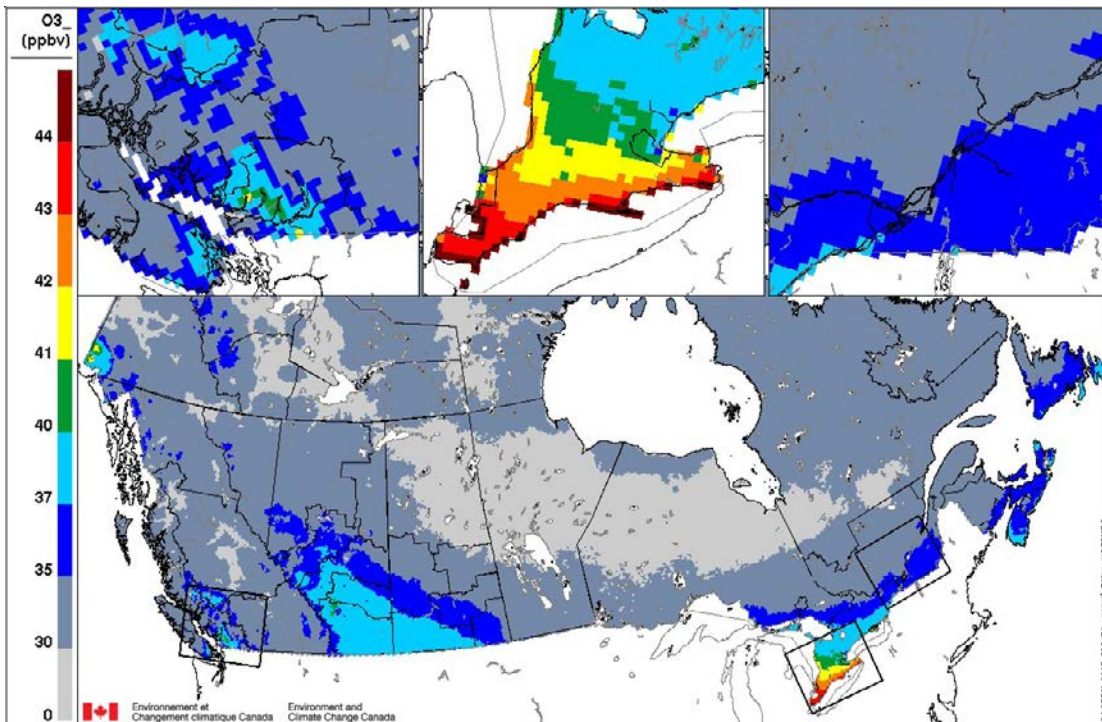 O3_
(ppbv)
44
43
42
41
40
37
35
30
0
Environnement et
Changement climatique Canada
Environment and
Climate Change Canada